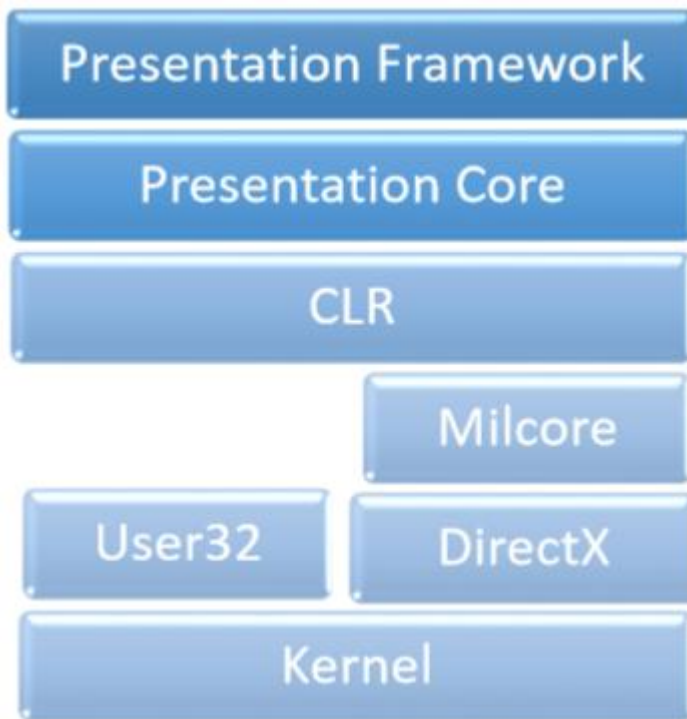 Presentation Framework
Presentation Core
CLR
Milcore
User32
DirectX
Kernel